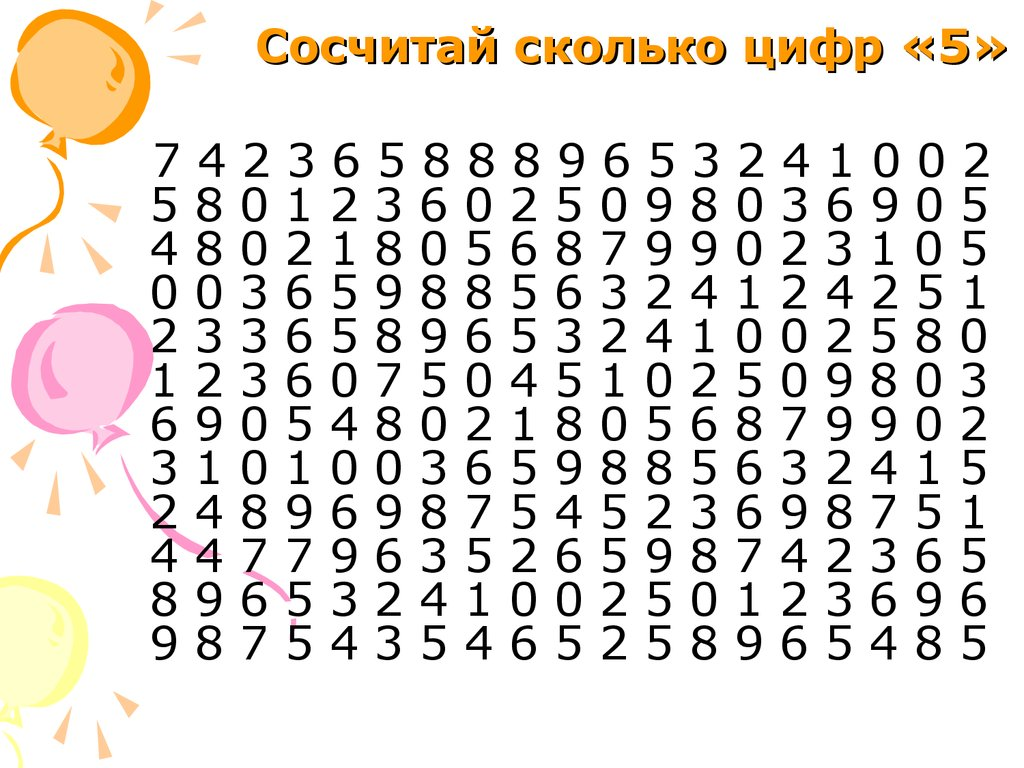 Сосчитай сколько цифр «5»
7 4 2 3 6 5 8 8 8 9 6 5 3 2 4 1 0 0 2
5 8 0 1 2 3 6 0 2 5 0 9 8 0 3 6 9 0 5
4 8 0 2 1 8 0 5 6 8 7 9 9 0 2 3 1 0 5
0 0 3 6 5 9 8 8 5 6 3 2 4 1 2 4 2 5 1
2 3 3 6 5 8 9 6 5 3 2 4 1 0 0 2 5 8 0
1 2 3 6 0 7 5 0 4 5 1 0 2 5 0 9 8 0 3
6 9 0 5 4 8 0 2 1 8 0 5 6 8 7 9 9 0 2
3 1 0 1 0 0 3 6 5 9 8 8 5 6 3 2 4 1 5
2 4 8 9 6 9 8 7 5 4 5 2 3 6 9 8 7 5 1
4 4 7 7 9 6 3 5 2 6 5 9 8 7 4 2 3 6 5
8 9 6 5 3 2 4 1 0 0 2 5 0 1 2 3 6 9 6
9 8 7 5 4 3 5 4 6 5 2 5 8 9 6 5 4 8 5